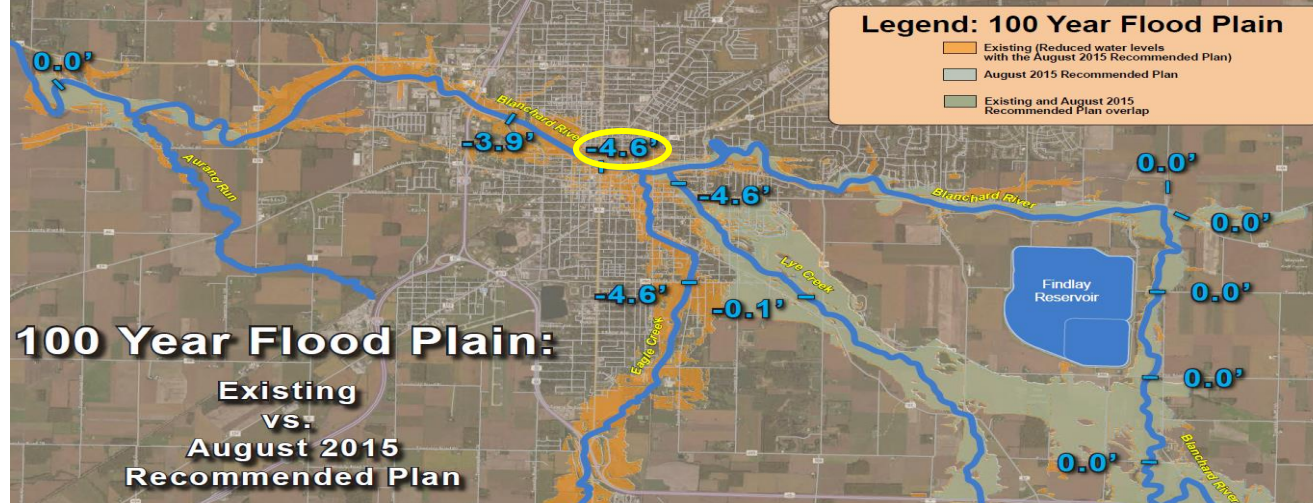 Legend: 100 Year Flood Plain
Existing (Reduced water levels
with the August 2015 Recommended Plan)
August 2015 Recommended Plan
Existing and August 2015
Recommended Plan overlap
0.0’
Blanchard River
-3.9’
-4.6’
Aurand Run
-4.6’
Blanchard River
0.0’
0.0’
Lye Creek
-4.6’
-0.1’
Findlay
Reservoir
0.0’
Eagle Creek
0.0’
0.0’
Blanchard River
100 Year Flood Plain:
Existing
vs.
August 2015
Recommended Plan